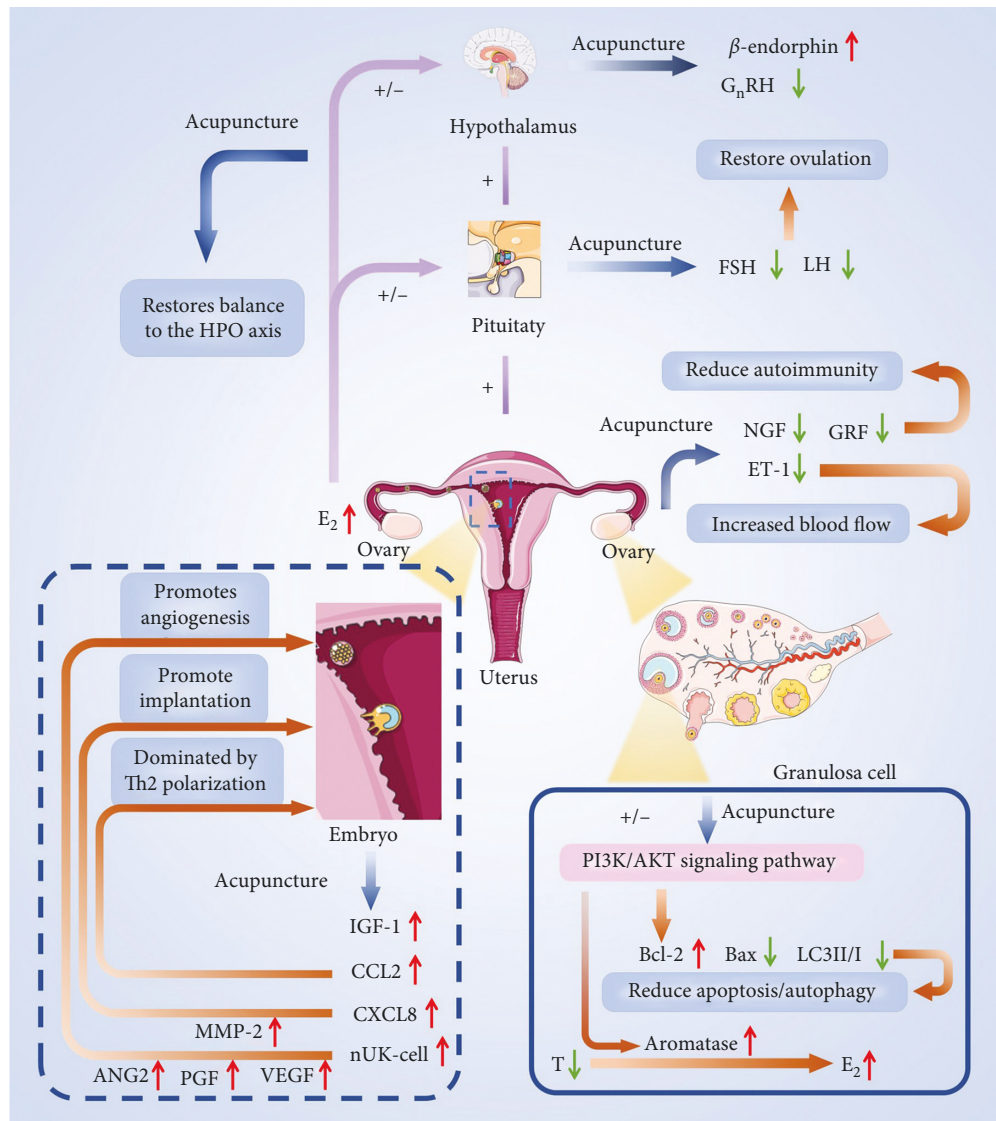 Acupuncture
β-endorphin
GnRH
+/–
Hypothalamus
Acupuncture
+
Restore ovulation
Acupuncture
FSH
LH
+/–
Restores balance
to the HPO axis
Pituitaty
+
Reduce autoimmunity
Acupuncture
NGF
GRF
ET-1
Increased blood flow
E2
Ovary
Ovary
Uterus
Promotes
angiogenesis
Promote
implantation
Dominated by
Th2 polarization
Embryo
Acupuncture
IGF-1
CCL2
CXCL8
MMP-2
nUK-cell
ANG2
PGF
VEGF
Granulosa cell
+/–
Acupuncture
PI3K/AKT signaling pathway
Bcl-2
Bax
LC3II/I
Reduce apoptosis/autophagy
Aromatase
T
E2